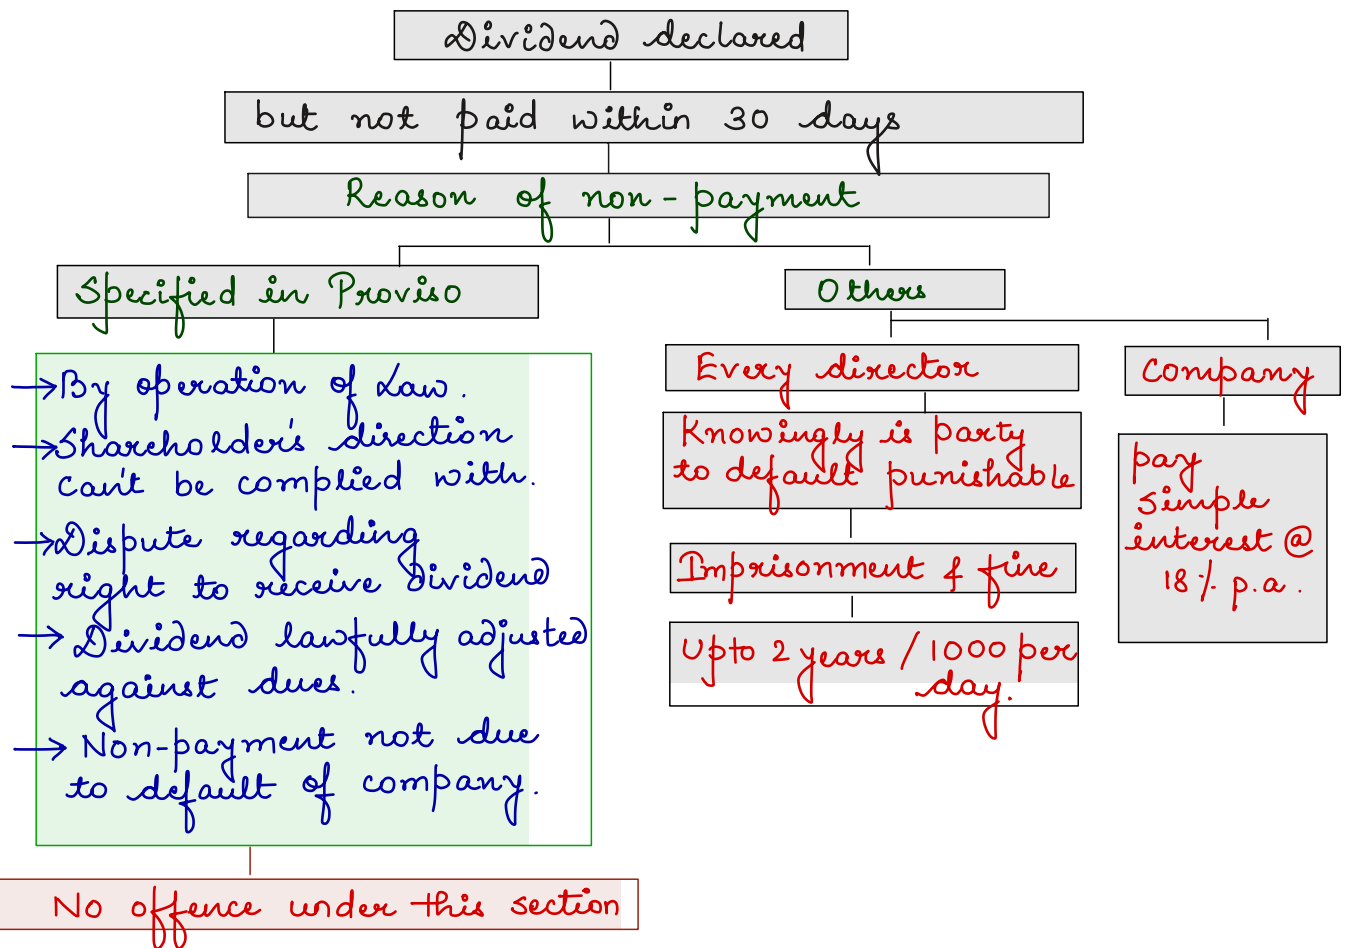 Dividend declared
but not paid within 30 days
Reason of non-payment
Specified in Proviso
→By operation of Law.
→Shareholder's direction
can't be complied with.
→Dispute regarding
right to receive dividend
→ Dividend lawfully adjusted
against dues.
→ Non-payment not due
to default of company.
No offence under this section
Others
Every director
Knowingly is party
to default punishable
Imprisonment & fine
Upto 2 years / 1000 per
day.
Company
pay
simple
interest @
18% p.a.